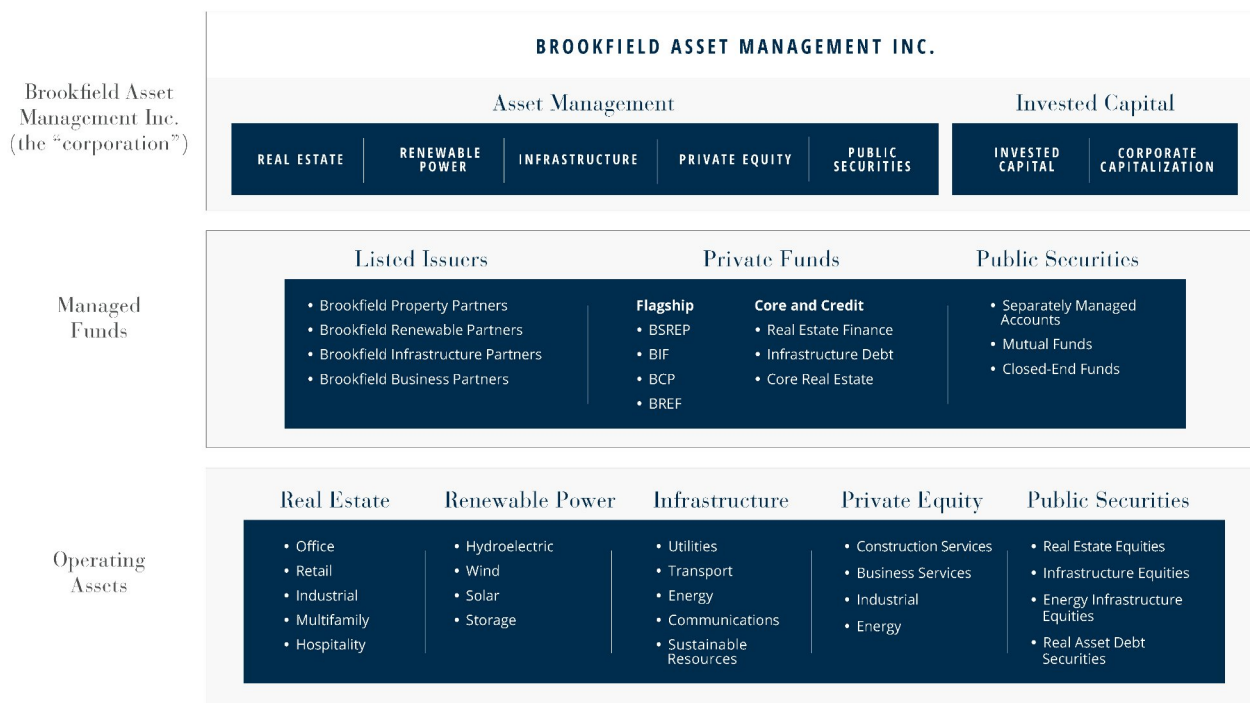 BROOKFIELD ASSET MANAGEMENT INC.
Brookfield Asset
Management Inc.
(the “corporation”)
Asset Management
REAL ESTATE
RENEWABLE
POWER
INFRASTRUCTURE
PRIVATE EQUITY
PUBLIC
SECURITIES
Invested Capital
INVESTED
CAPITAL
CORPORATE
CAPITALIZATION
Managed
Funds
Listed Issuers
• Brookfield Property Partners
• Brookfield Renewable Partners
• Brookfield Infrastructure Partners
• Brookfield Business Partners
Private Funds
Flagship
• BSREP
• BIF
• BCP
• BREF
Core and Credit
• Real Estate Finance
• Infrastructure Debt
• Core Real Estate
Public Securities
• Separately Managed
Accounts
• Mutual Funds
• Closed-End Funds
Operating
Assets
Real Estate
• Office
• Retail
• Industrial
• Multifamily
• Hospitality
Renewable Power
• Hydroelectric
• Wind
• Solar
• Storage
Infrastructure
• Utilities
• Transport
• Energy
• Communications
• Sustainable
Resources
Private Equity
• Construction Services
• Business Services
• Industrial
• Energy
Public Securities
• Real Estate Equities
• Infrastructure Equities
• Energy Infrastructure
Equities
• Real Asset Debt
Securities